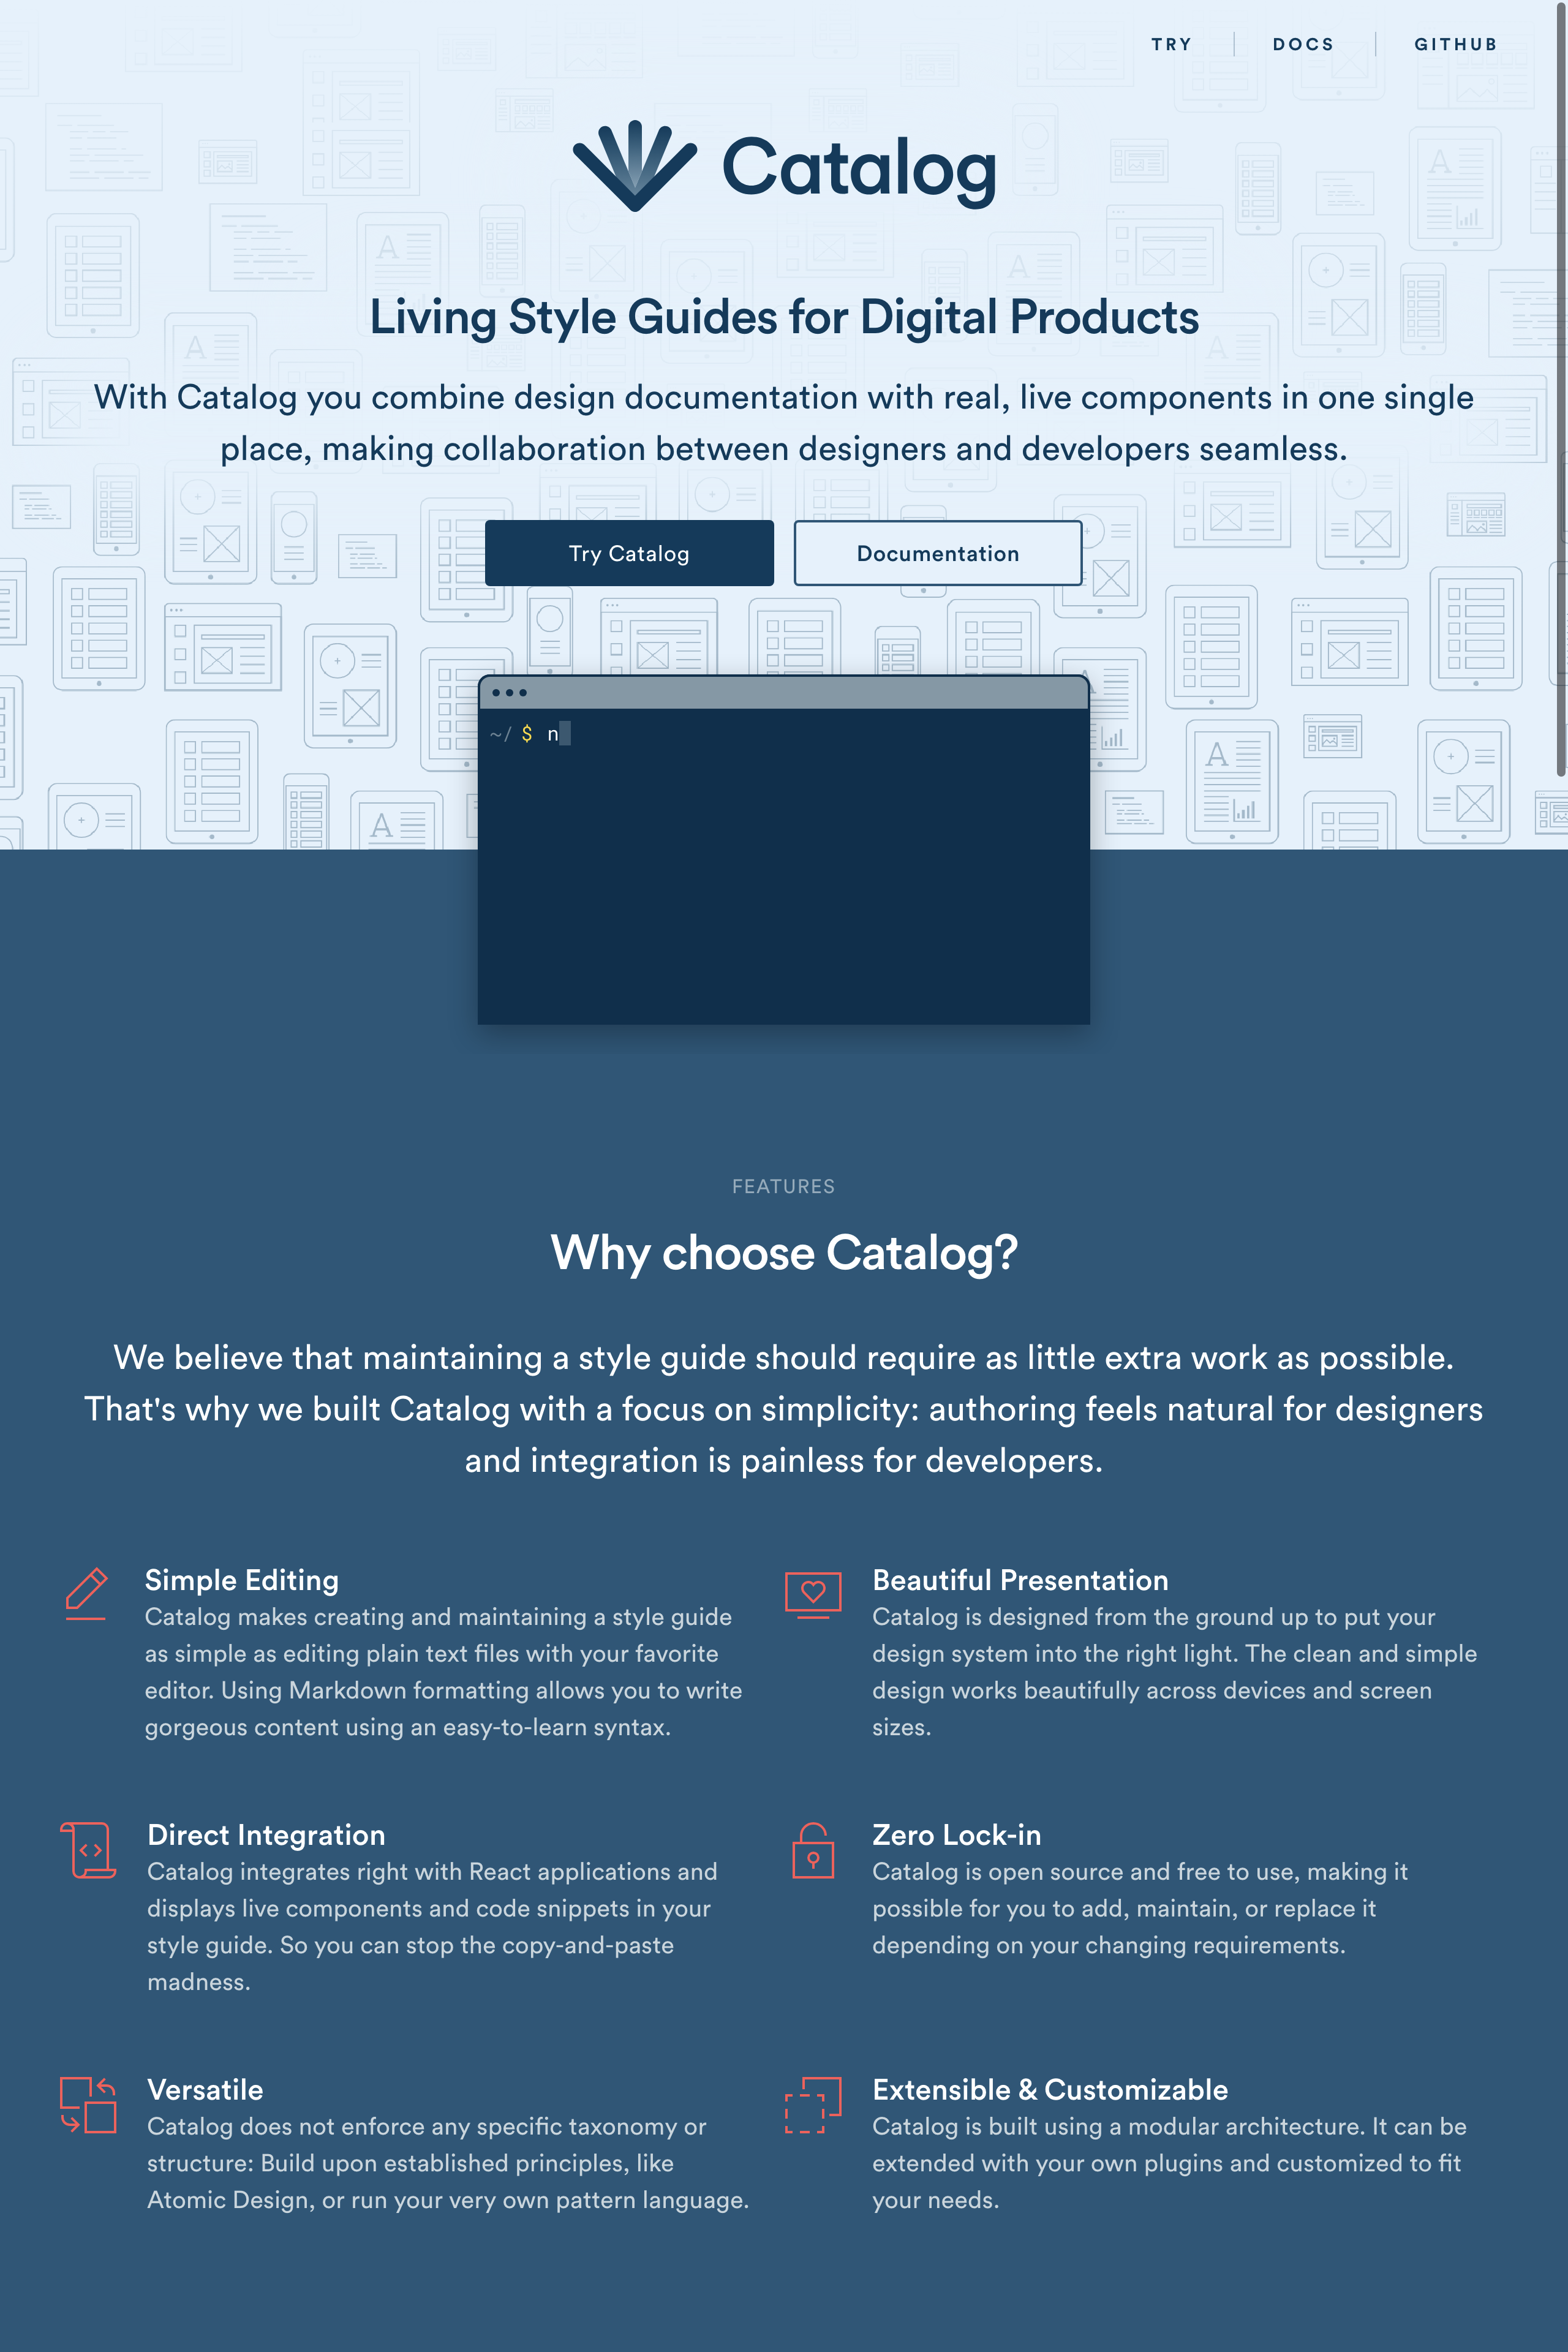 TRY
DOCS
GITHUB
Catalog
Living Style Guides for Digital Products
With Catalog you combine design documentation with real, live components in one single
place, making collaboration between designers and developers seamless.
Try Catalog
Documentation
~/ $ n
FEATURES
Why choose Catalog?
We believe that maintaining a style guide should require as little extra work as possible.
That's why we built Catalog with a focus on simplicity: authoring feels natural for designers
and integration is painless for developers.
Simple Editing
Catalog makes creating and maintaining a style guide
as simple as editing plain text files with your favorite
editor. Using Markdown formatting allows you to write
gorgeous content using an easy-to-learn syntax.
Beautiful Presentation
Catalog is designed from the ground up to put your
design system into the right light. The clean and simple
design works beautifully across devices and screen
sizes.
Direct Integration
Catalog integrates right with React applications and
displays live components and code snippets in your
style guide. So you can stop the copy-and-paste
madness.
Zero Lock-in
Catalog is open source and free to use, making it
possible for you to add, maintain, or replace it
depending on your changing requirements.
Versatile
Catalog does not enforce any specific taxonomy or
structure: Build upon established principles, like
Atomic Design, or run your very own pattern language.
Extensible & Customizable
Catalog is built using a modular architecture. It can be
extended with your own plugins and customized to fit
your needs.